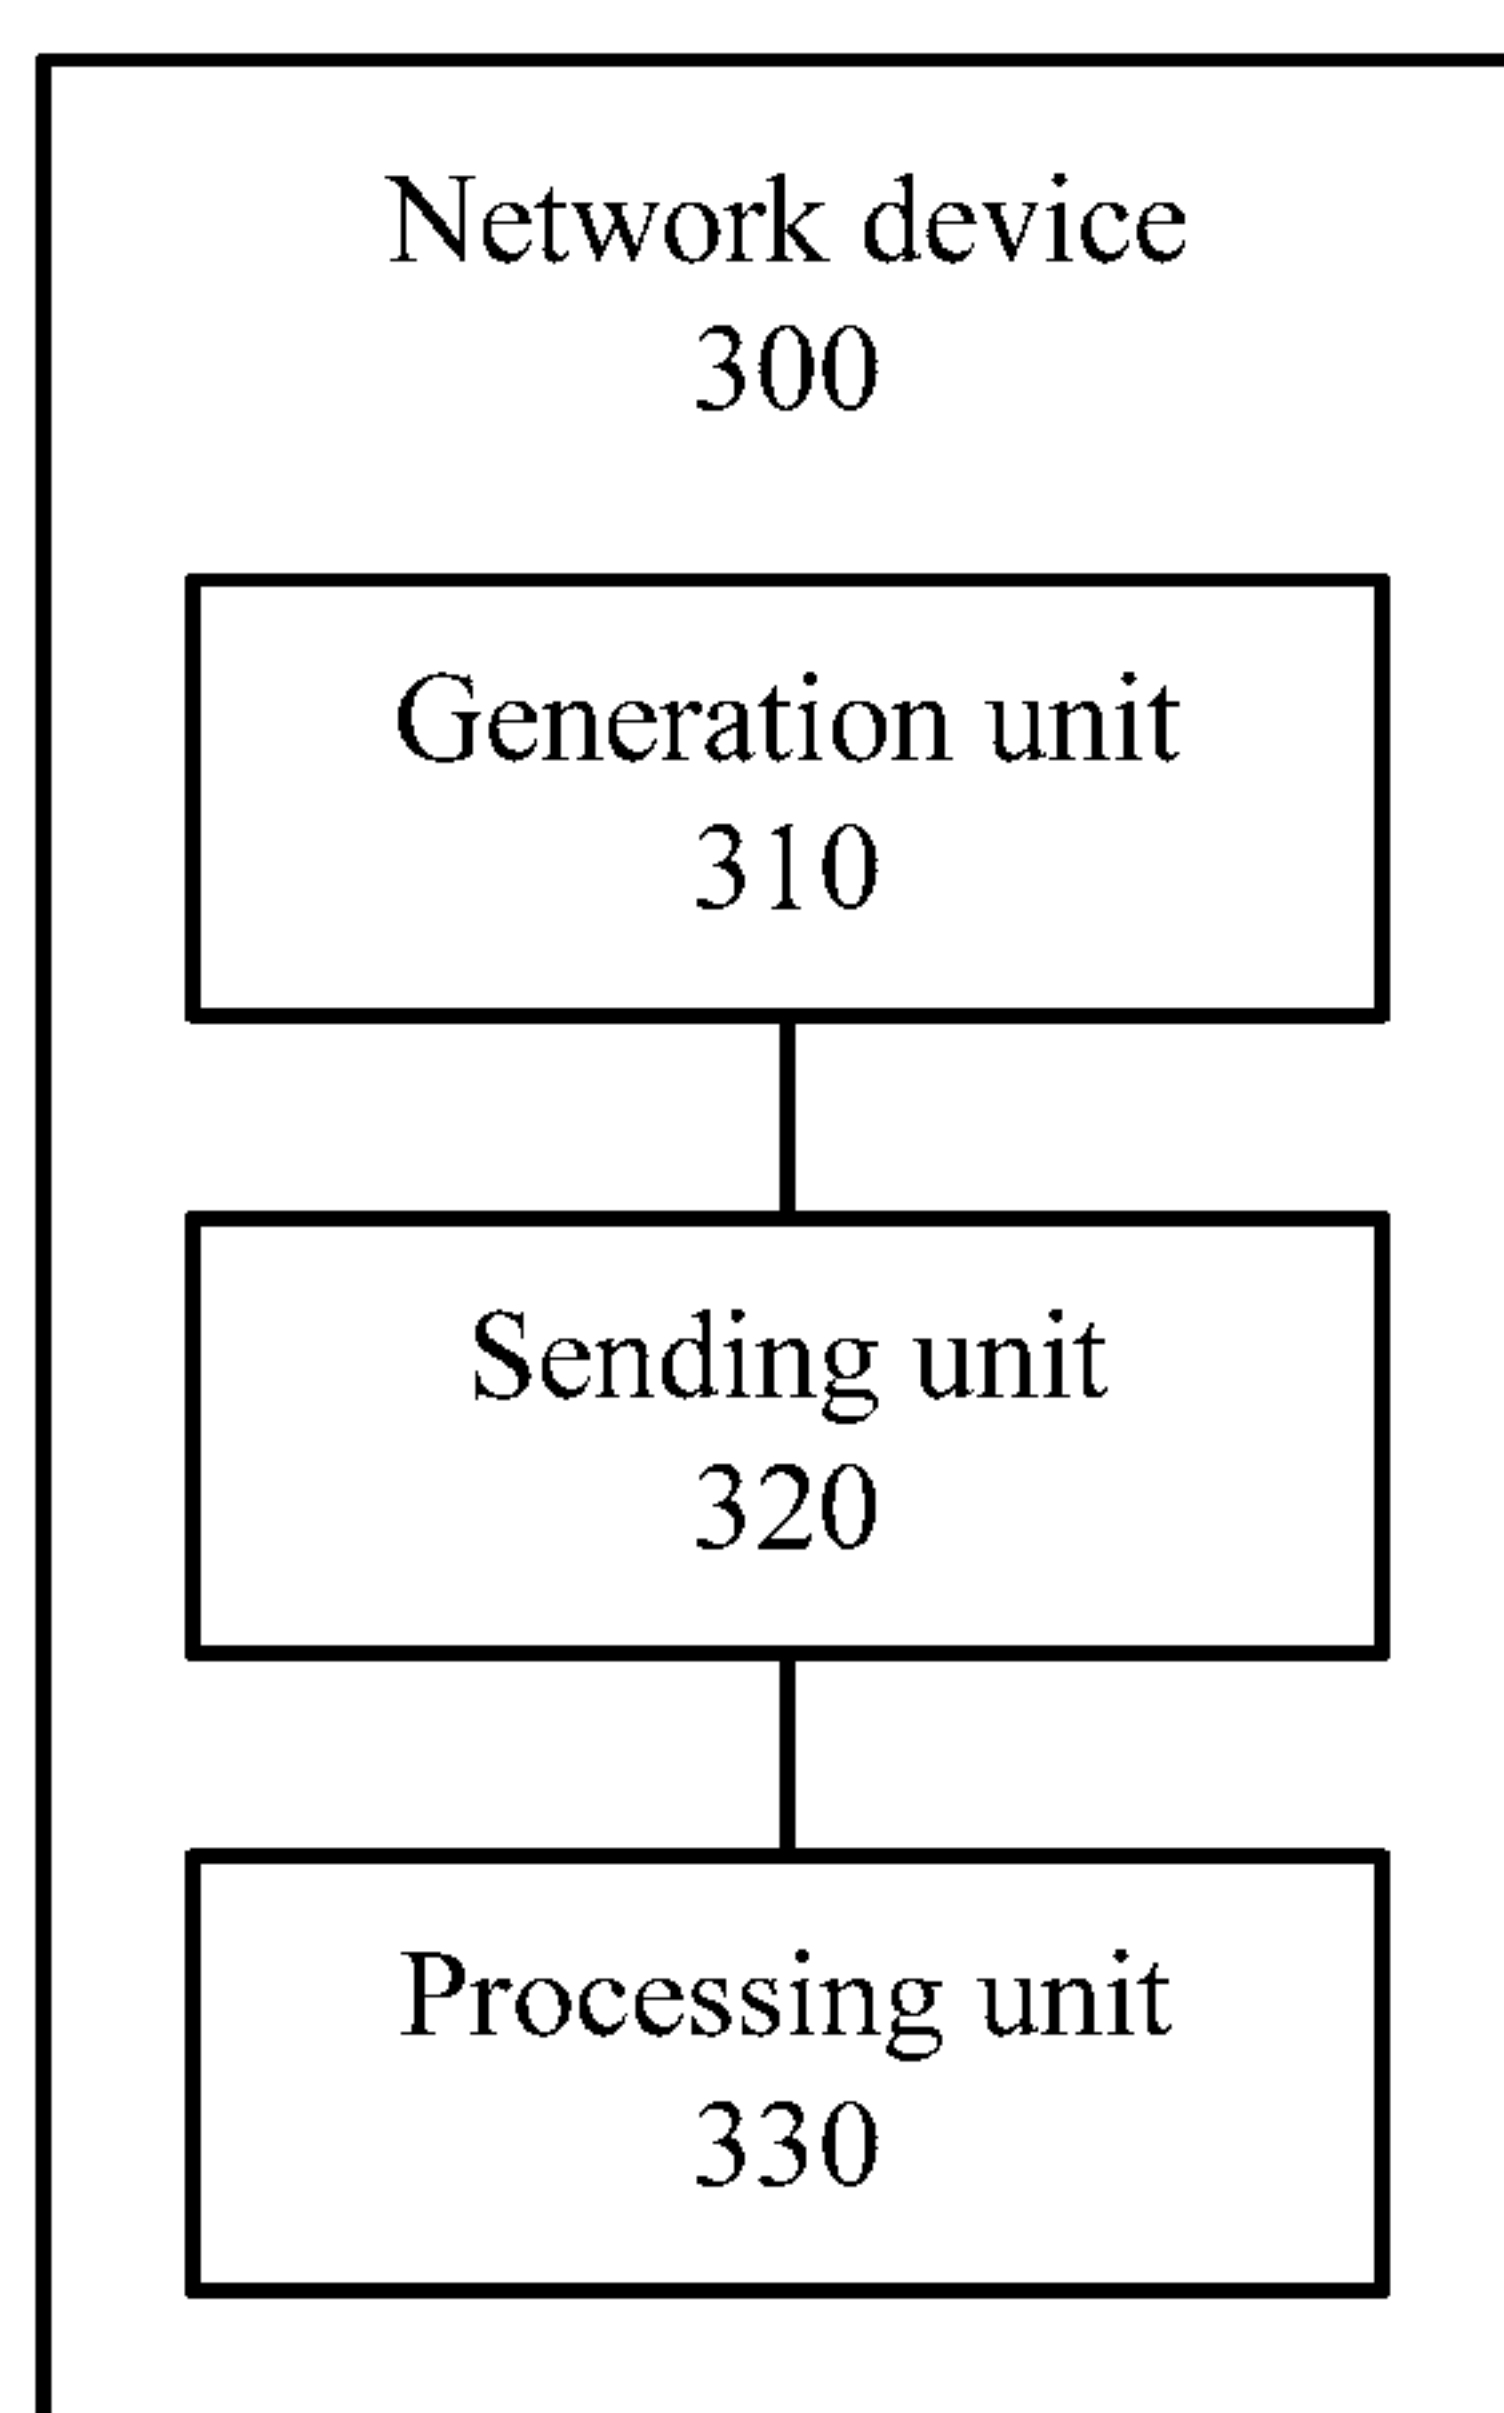 Network device
300
Generation unit
310
Sending unit
320
Processing unit
330